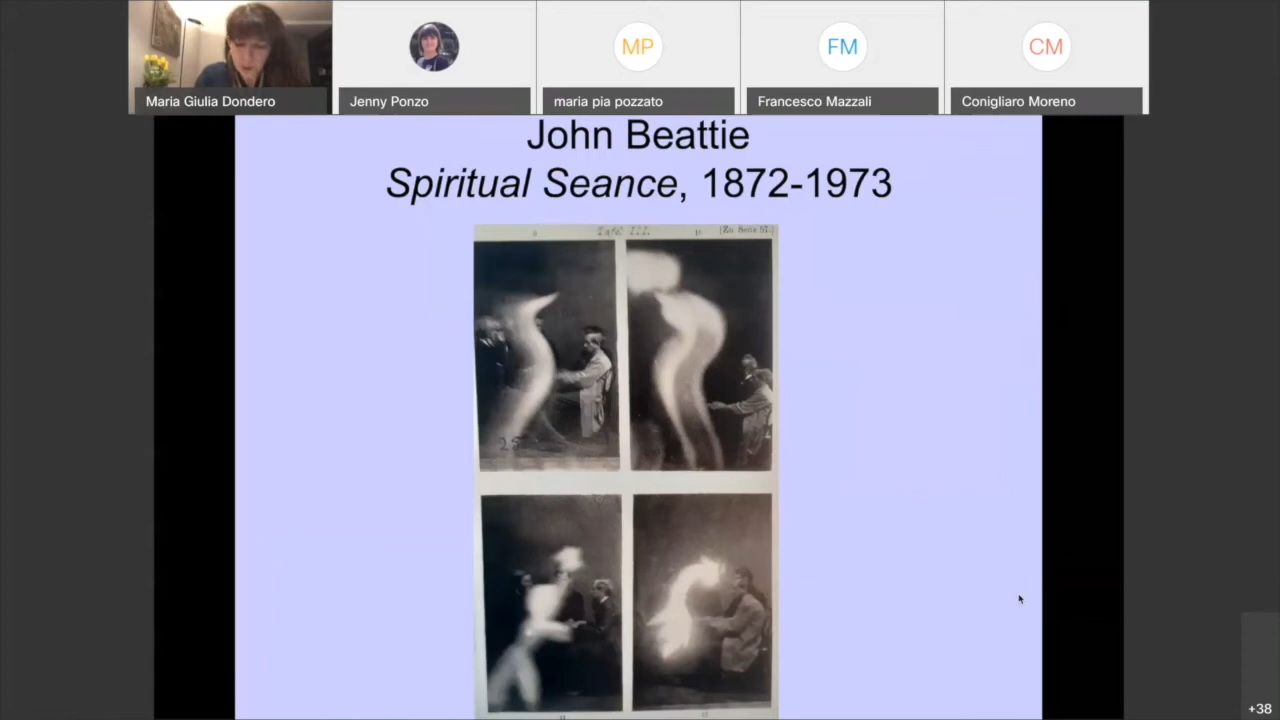 MP
FM
CM
Maria Giulia Dondero
Jenny Ponzo
maria pia pozzato
Francesco Mazzali
Conigliaro Moreno
John Beattie
Spiritual Seance, 1872-1973
+38